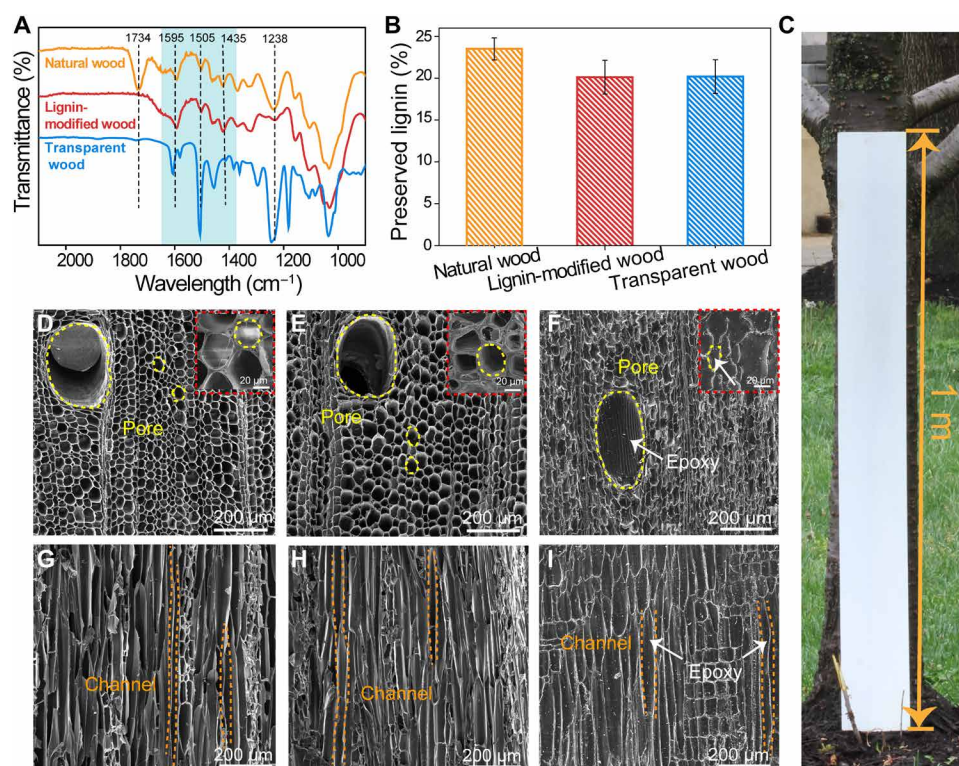 A
1734
1595
1505
1435
1238
Natural wood
Lignin-
modified wood
Transparent
wood
Transmittance (%)
2000
1800
1600
1400
1200
1000
Wavelength (cm⁻¹)
B
Preserved lignin (%)
25
20
15
10
5
0
Natural wood
Lignin-modified wood
Transparent wood
C
1 m
D
20 µm
Pore
200 µm
E
20 µm
Pore
200 µm
F
20 µm
Pore
Epoxy
200 µm
G
Channel
200 µm
H
Channel
200 µm
I
Channel
Epoxy
200 µm